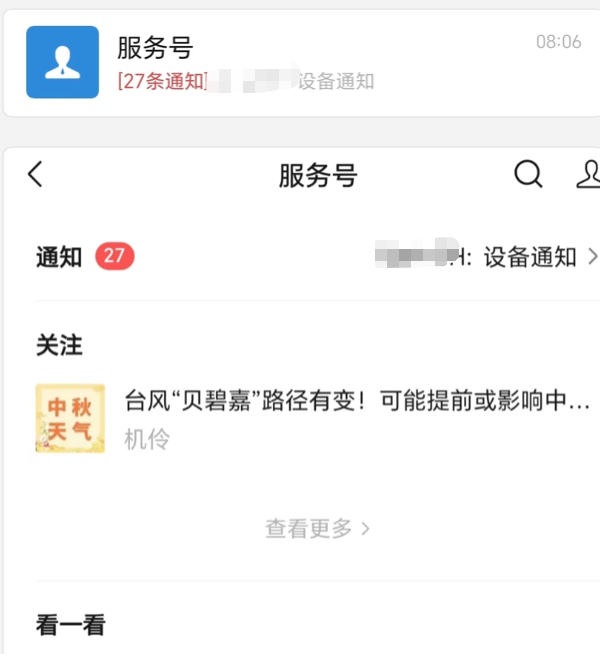 服务号
08:06
[27条通知] 设备通知
服务号
通知 27 H: 设备通知
关注
中秋
天气
台风“贝碧嘉”路径有变！可能提前或影响中...
机伶
查看更多
看一看